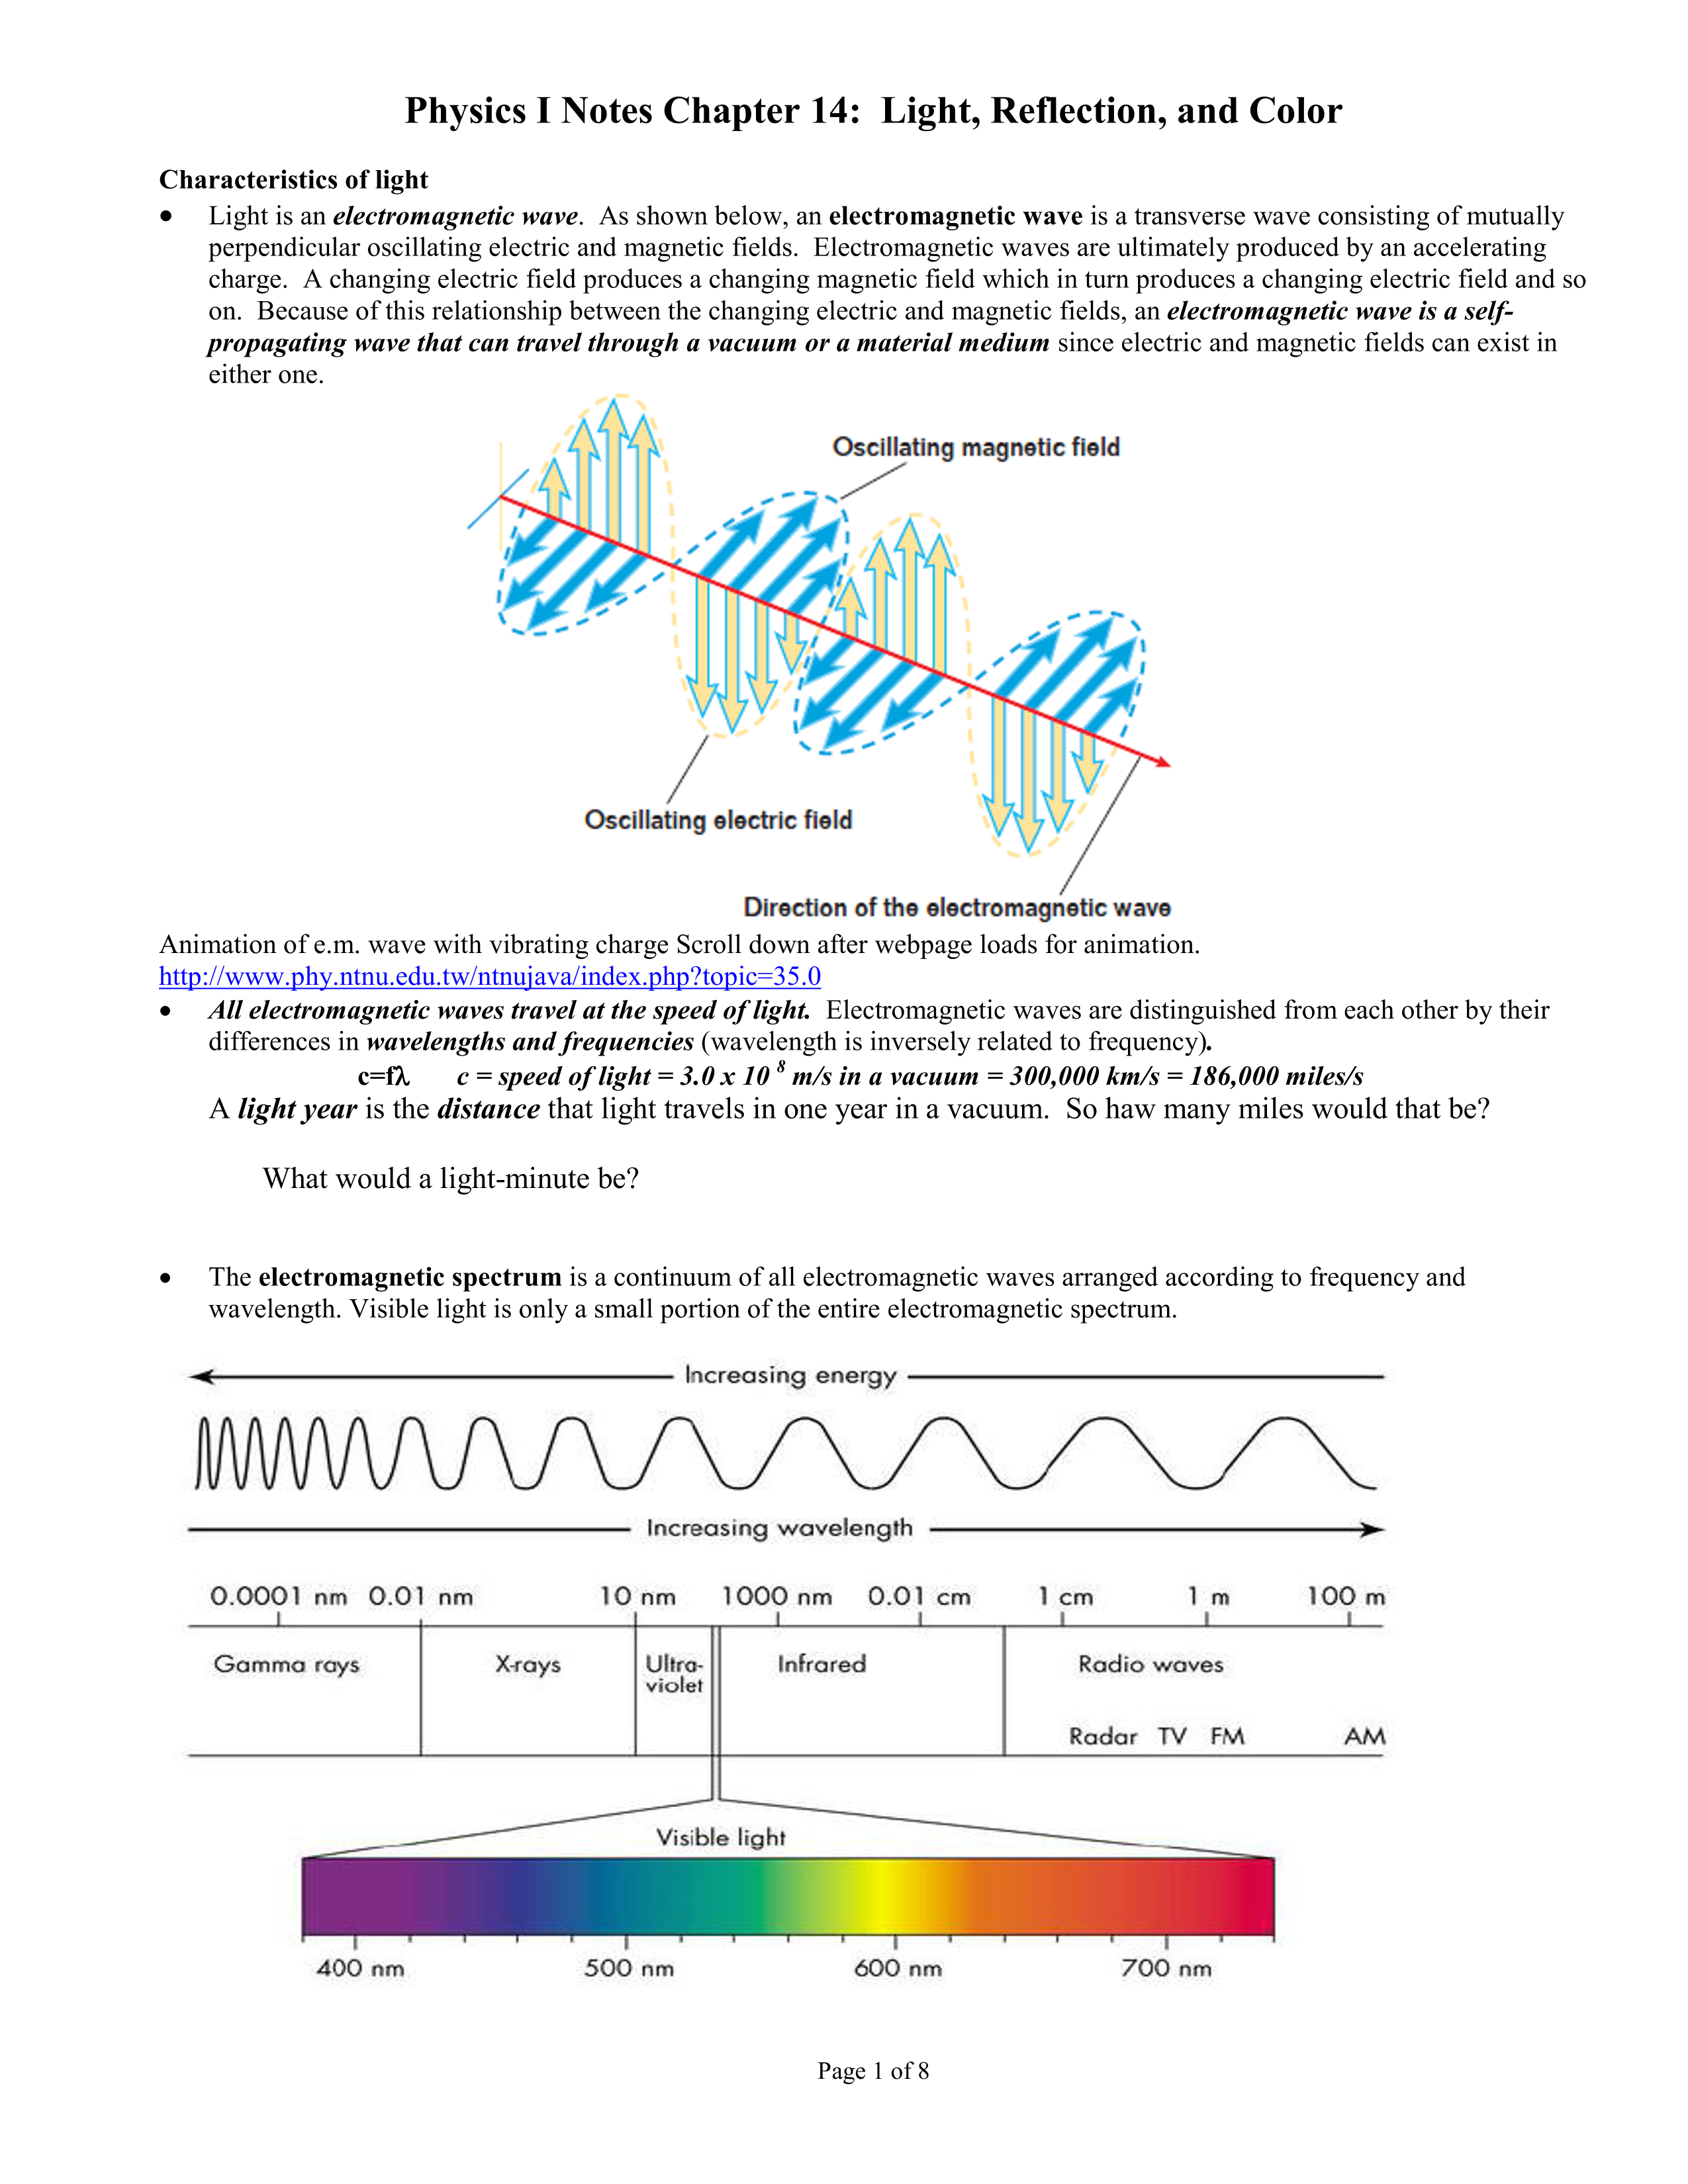 Physics I Notes Chapter 14:  Light, Reflection, and Color
Characteristics of light
• Light is an electromagnetic wave.  As shown below, an electromagnetic wave is a transverse wave consisting of mutually
perpendicular oscillating electric and magnetic fields.  Electromagnetic waves are ultimately produced by an accelerating
charge.  A changing electric field produces a changing magnetic field which in turn produces a changing electric field and so
on.  Because of this relationship between the changing electric and magnetic fields, an electromagnetic wave is a self-
propagating wave that can travel through a vacuum or a material medium since electric and magnetic fields can exist in
either one.
Oscillating magnetic field
Oscillating electric field
Direction of the electromagnetic wave
Animation of e.m. wave with vibrating charge Scroll down after webpage loads for animation.
http://www.phy.ntnu.edu.tw/ntnujava/index.php?topic=35.0
• All electromagnetic waves travel at the speed of light.  Electromagnetic waves are distinguished from each other by their
differences in wavelengths and frequencies (wavelength is inversely related to frequency).
c=fλ    c = speed of light = 3.0 x 10 ⁸ m/s in a vacuum = 300,000 km/s = 186,000 miles/s
A light year is the distance that light travels in one year in a vacuum.  So haw many miles would that be?
What would a light-minute be?
• The electromagnetic spectrum is a continuum of all electromagnetic waves arranged according to frequency and
wavelength. Visible light is only a small portion of the entire electromagnetic spectrum.
Increasing energy
Increasing wavelength
0.0001 nm 0.01 nm 10 nm 1000 nm 0.01 cm 1 cm 1 m 100 m
Gamma rays X-rays Ultra- Infrared Radio waves
violet
Radar TV FM AM
Visible light
400 nm 500 nm 600 nm 700 nm
Page 1 of 8